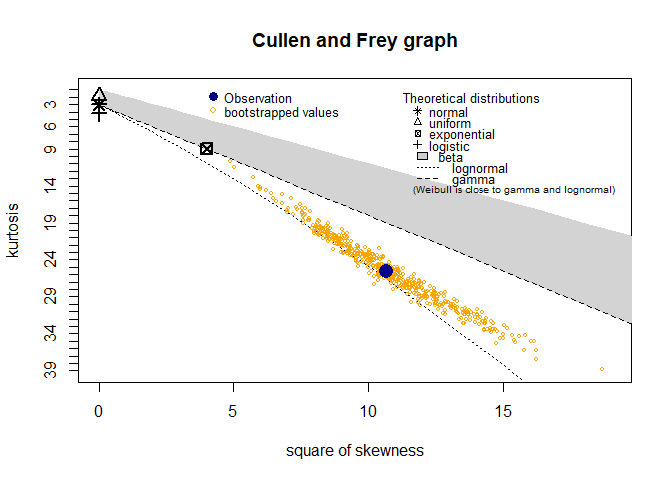 Cullen and Frey graph
Observation
bootstrapped values
Theoretical distributions
normal
uniform
exponential
logistic
beta
lognormal
gamma
(Weibull is close to gamma and lognormal)
kurtosis
3
6
9
14
19
24
29
34
39
0
5
10
15
square of skewness